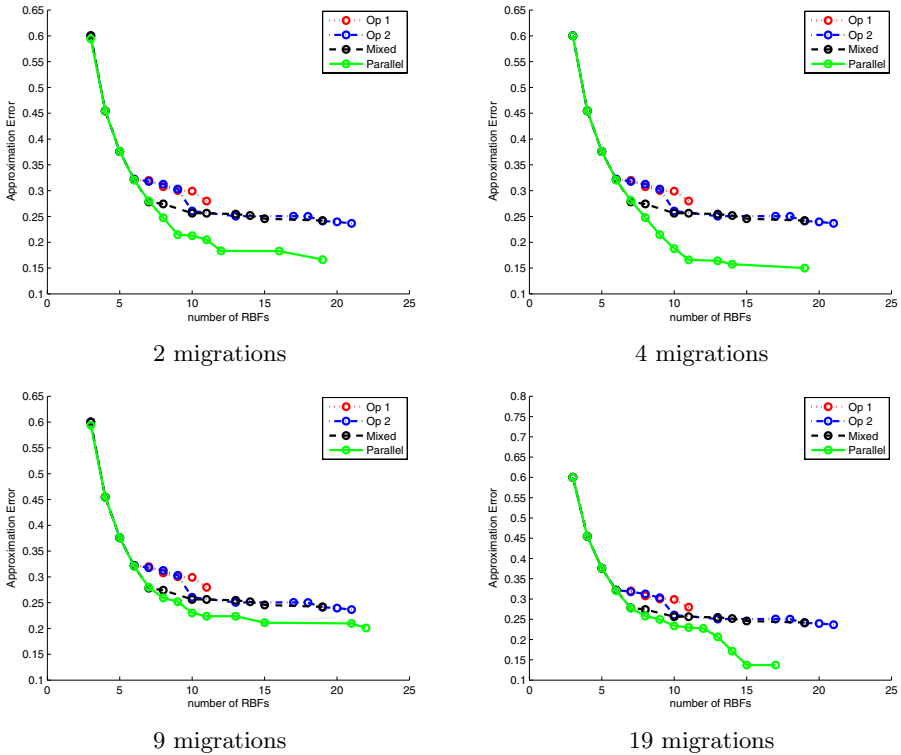 0.65
0.6
0.55
0.5
0.45
0.4
0.35
0.3
0.25
0.2
0.15
0.1
0 5 10 15 20 25
Approximation Error
number of RBFs
Op 1
Op 2
Mixed
Parallel
2 migrations
0.65
0.6
0.55
0.5
0.45
0.4
0.35
0.3
0.25
0.2
0.15
0.1
0 5 10 15 20 25
Approximation Error
number of RBFs
Op 1
Op 2
Mixed
Parallel
4 migrations
0.65
0.6
0.55
0.5
0.45
0.4
0.35
0.3
0.25
0.2
0.15
0.1
0 5 10 15 20 25
Approximation Error
number of RBFs
Op 1
Op 2
Mixed
Parallel
9 migrations
0.8
0.75
0.7
0.65
0.6
0.55
0.5
0.45
0.4
0.35
0.3
0.25
0.2
0.15
0.1
0 5 10 15 20 25
Approximation Error
number of RBFs
Op 1
Op 2
Mixed
Parallel
19 migrations